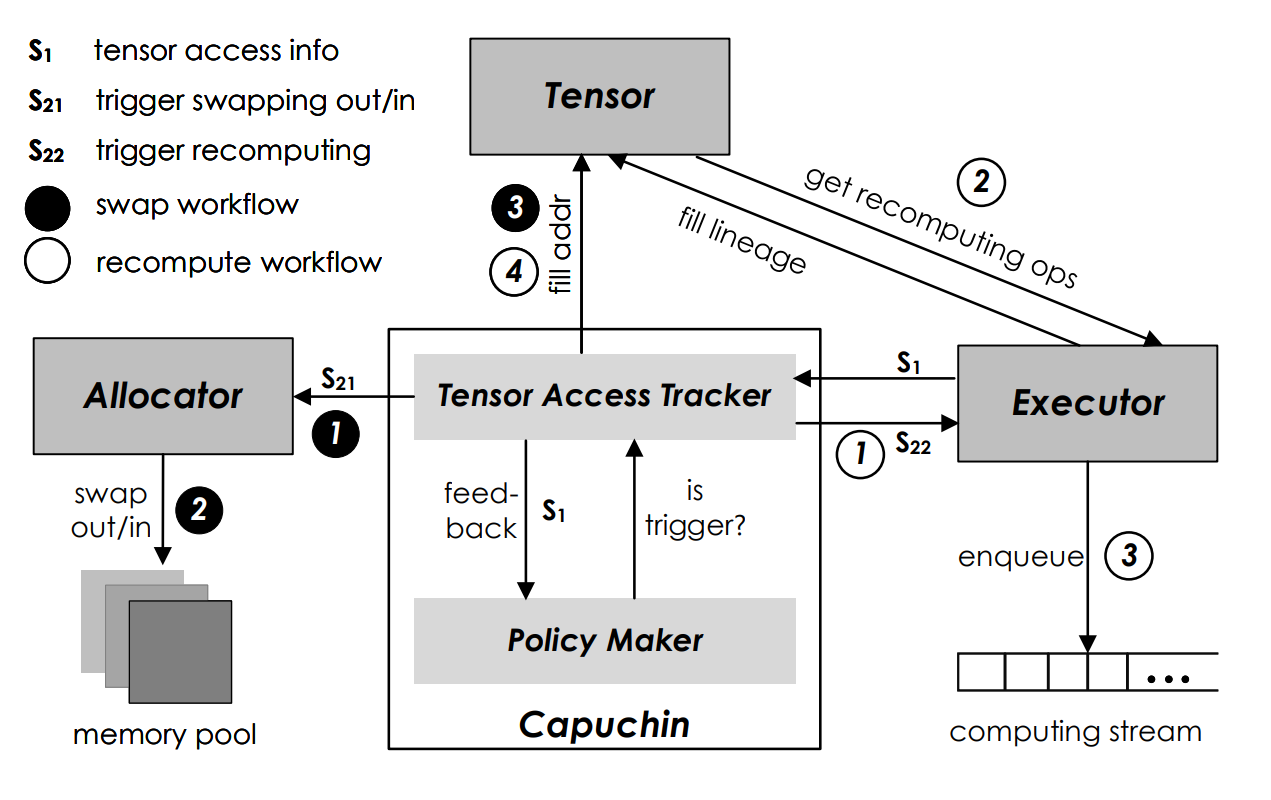 S₁ tensor access info
S₂₁ trigger swapping out/in
S₂₂ trigger recomputing
swap workflow
recompute workflow
Tensor
3
4
fill addr
2
get recomputing ops
fill lineage
Allocator
S₂₁
1
Tensor Access Tracker
S₁
1
S₂₂
Executor
swap
out/in
2
feed-
back
S₁
is
trigger?
enqueue
3
Policy Maker
Capuchin
memory pool
...
computing stream